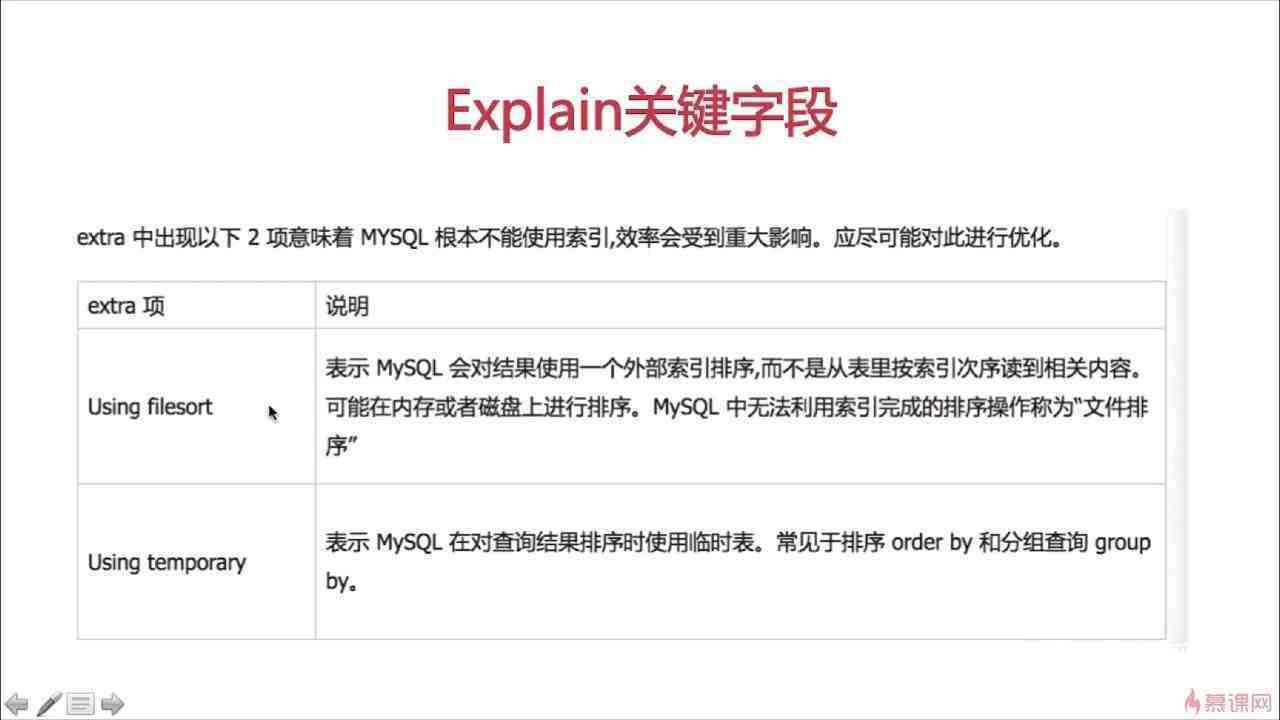 Explain关键字段
extra 中出现以下 2 项意味着 MYSQL 根本不能使用索引,效率会受到重大影响。应尽可能对此进行优化。
extra 项
说明
Using filesort
表示 MySQL 会对结果使用一个外部索引排序,而不是从表里按索引次序读到相关内容。
可能在内存或者磁盘上进行排序。MySQL 中无法利用索引完成的排序操作称为“文件排
序”
Using temporary
表示 MySQL 在对查询结果排序时使用临时表。常见于排序 order by 和分组查询 group
by。
慕课网